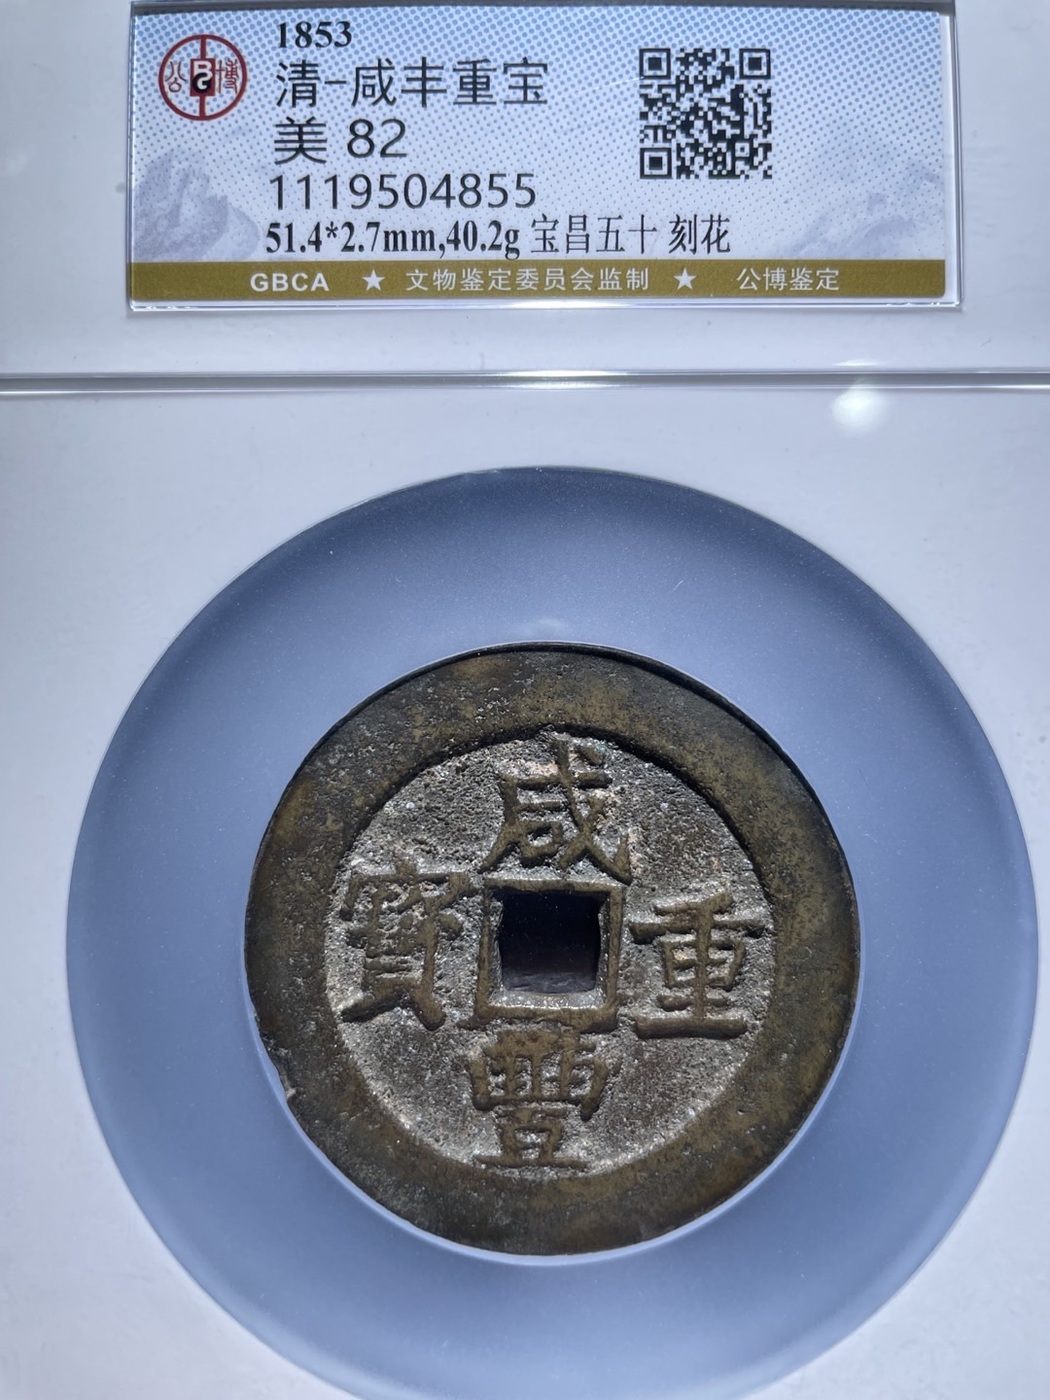 1853
公博
清-咸丰重宝
美 82
1119504855
51.4*2.7mm,40.2g 宝昌五十 刻花
GBCA ★ 文物鉴定委员会监制 ★ 公博鉴定
咸
豐
重
寶